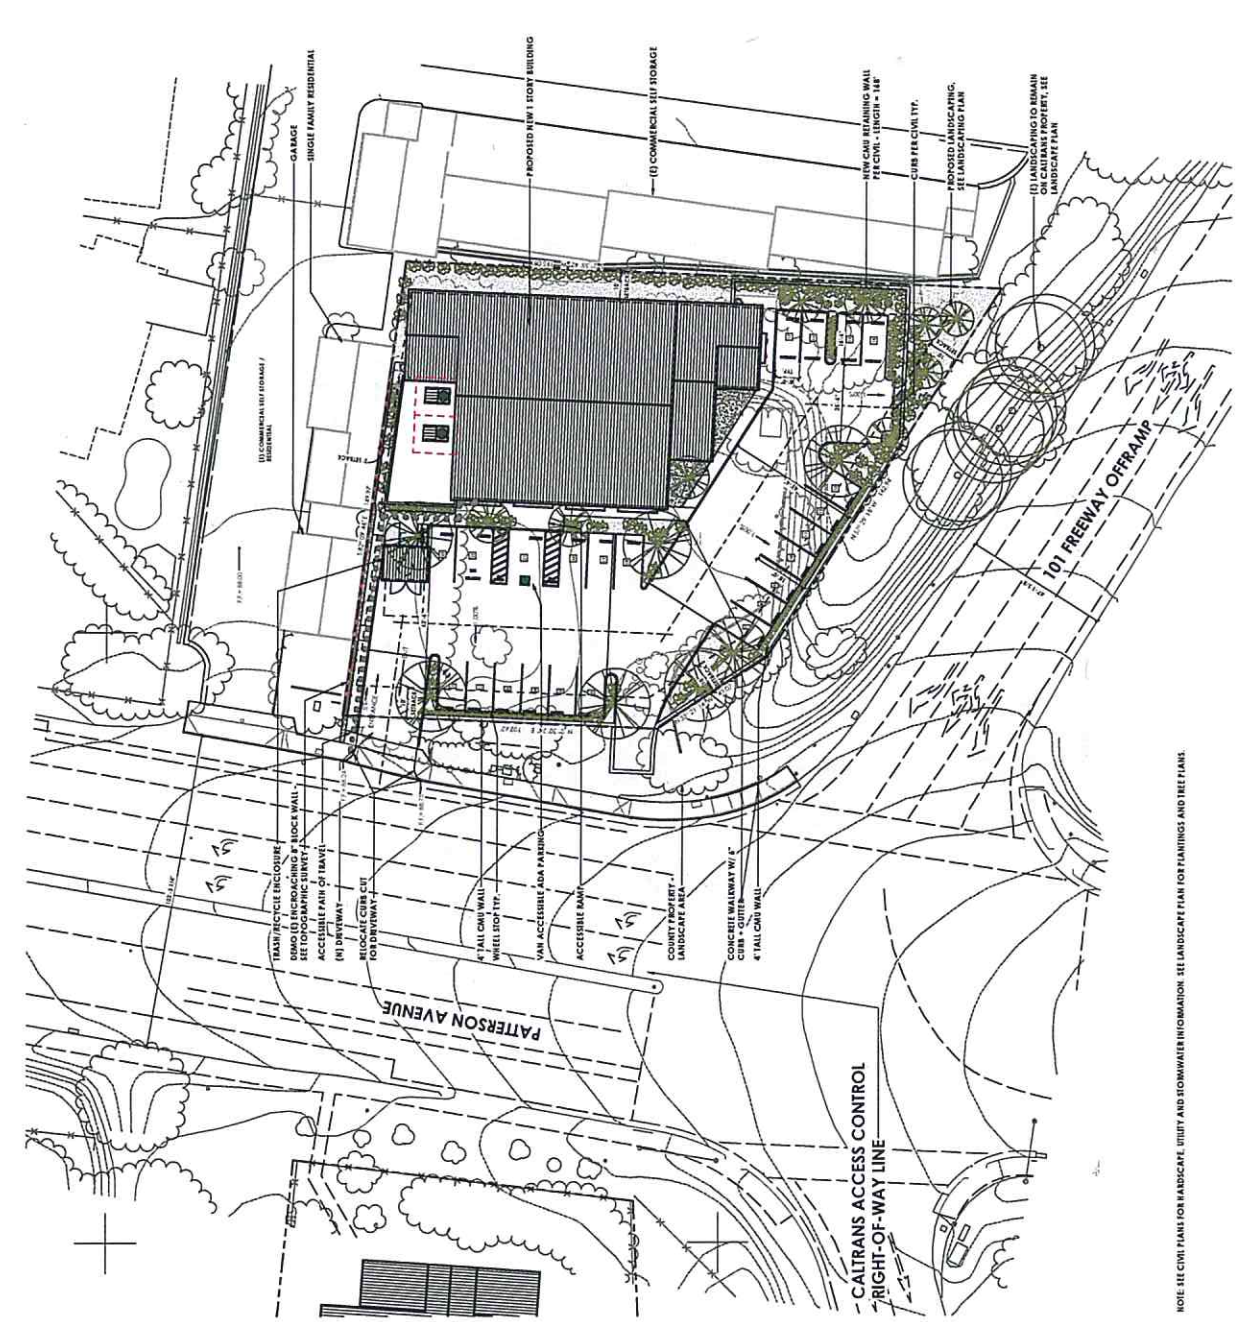 GARAGE
SINGLE FAMILY RESIDENTIAL
PROPOSED NEW 1 STORY BUILDING
(E) COMMERCIAL SELF STORAGE
NEW CMU RETAINING WALL
PER CIVIL - LENGTH = 168'
CURB PER CIVIL TYP.
PROPOSED LANDSCAPING,
SEE LANDSCAPING PLAN
(E) LANDSCAPING TO REMAIN
ON CALTRANS PROPERTY, SEE
LANDSCAPE PLAN
(E) COMMERCIAL SELF STORAGE /
RESIDENTIAL
SETBACK
F.F.= 88.00
ENTRANCE
101 FREEWAY OFFRAMP
TRASH/RECYCLE ENCLOSURE
DEMO (E) ENCROACHING 8" BLOCK WALL -
SEE TOPOGRAPHIC SURVEY
ACCESSIBLE PATH OF TRAVEL
(N) DRIVEWAY
RELOCATE CURB CUT
FOR DRIVEWAY
4' TALL CMU WALL
WHEEL STOP TYP.
VAN ACCESSIBLE ADA PARKING
ACCESSIBLE RAMP
COUNTY PROPERTY -
LANDSCAPE AREA
CONCRETE WALKWAY W/ 6"
CURB + GUTTER
4' TALL CMU WALL
PATTERSON AVENUE
CALTRANS ACCESS CONTROL
RIGHT-OF-WAY LINE
NOTE: SEE CIVIL PLANS FOR HARDSCAPE, UTILITY AND STORMWATER INFORMATION. SEE LANDSCAPE PLAN FOR PLANTINGS AND TREE PLANS.